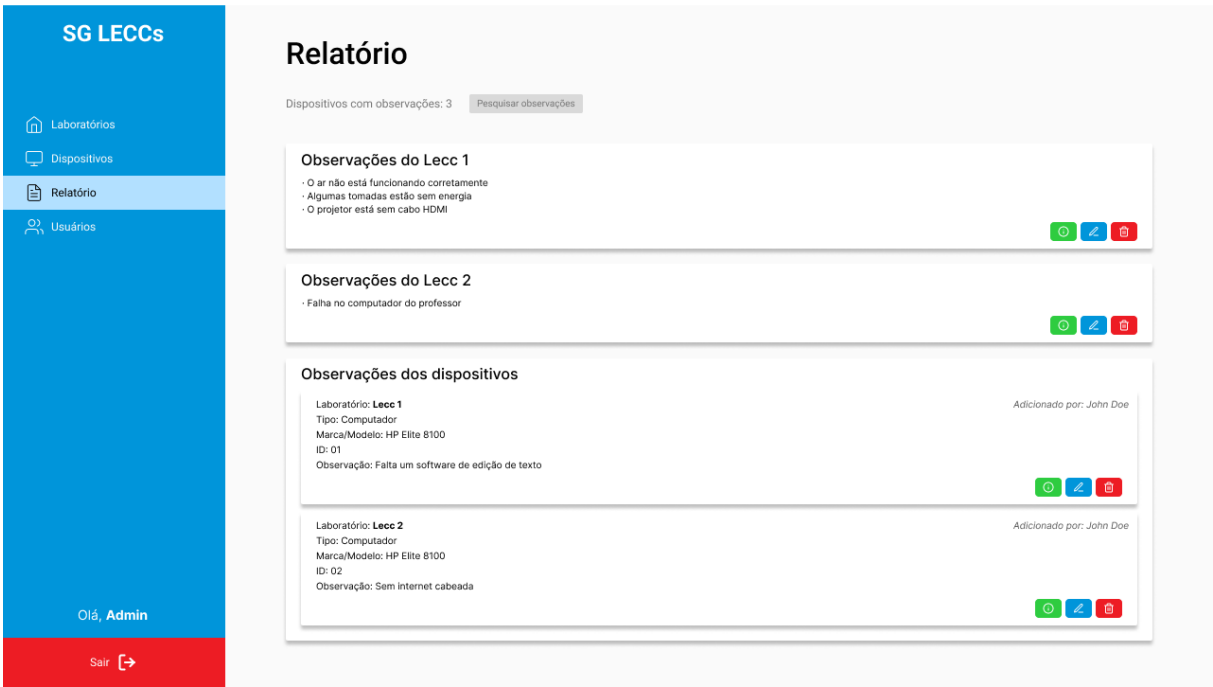 SG LECCs
Laboratórios
Dispositivos
Relatório
Usuários
Olá, Admin
Sair
Relatório
Dispositivos com observações: 3
Pesquisar observações
Observações do Lecc 1
· O ar não está funcionando corretamente
· Algumas tomadas estão sem energia
· O projetor está sem cabo HDMI
Observações do Lecc 2
· Falha no computador do professor
Observações dos dispositivos
Laboratório: Lecc 1
Adicionado por: John Doe
Tipo: Computador
Marca/Modelo: HP Elite 8100
ID: 01
Observação: Falta um software de edição de texto
Laboratório: Lecc 2
Adicionado por: John Doe
Tipo: Computador
Marca/Modelo: HP Elite 8100
ID: 02
Observação: Sem internet cabeada